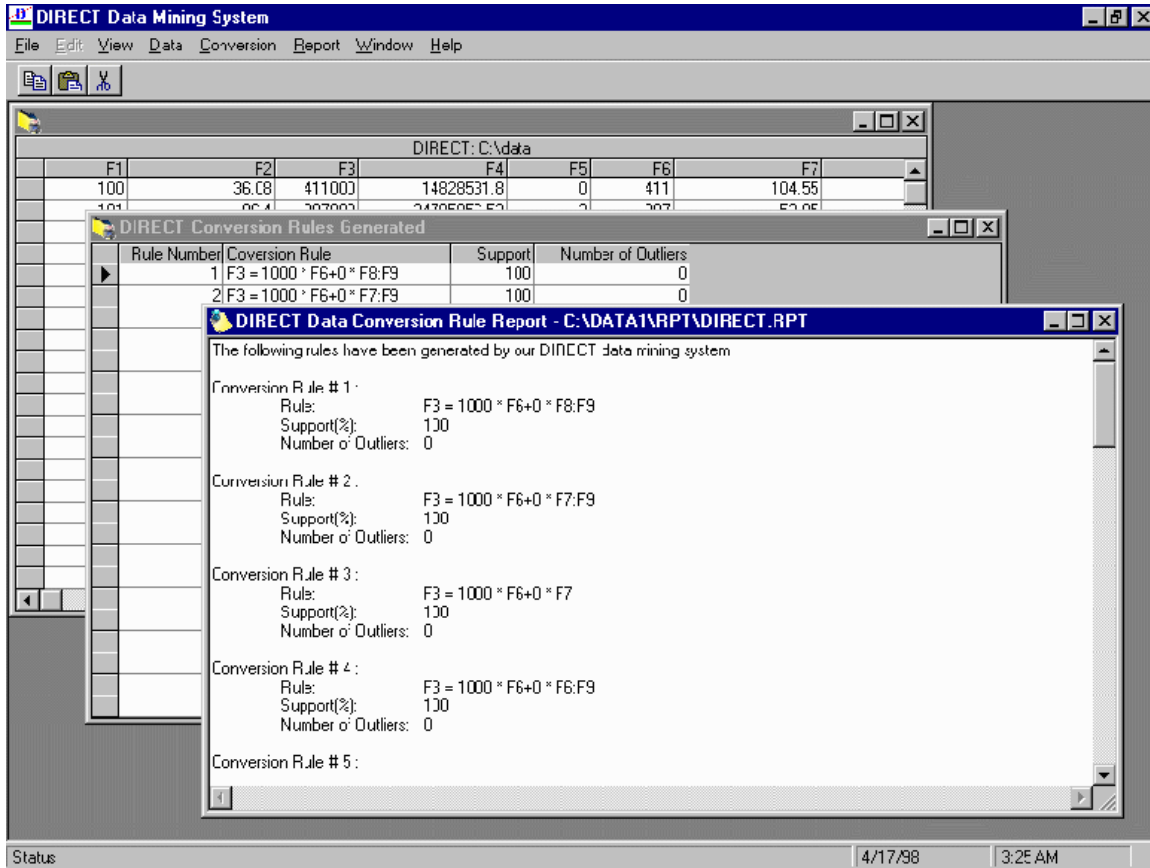 DIRECT Data Mining System
File Edit View Data Conversion Report Window Help
DIRECT: C:\data
F1 F2 F3 F4 F5 F6 F7
100 36.08 411000 14828531.8 0 411 104.55
DIRECT Conversion Rules Generated
Rule Number Coversion Rule Support Number of Outliers
1 F3 = 1000 * F6+0 * F8:F9 100 0
2 F3 = 1000 * F6+0 * F7:F9 100 0
DIRECT Data Conversion Rule Report - C:\DATA1\RPT\DIRECT.RPT
The following rules have been generated by our DIRECT data mining system
Conversion Rule # 1 :
Rule: F3 = 1000 * F6+0 * F8:F9
Support(%): 100
Number of Outliers: 0
Conversion Rule # 2 :
Rule: F3 = 1000 * F6+0 * F7:F9
Support(%): 100
Number of Outliers: 0
Conversion Rule # 3 :
Rule: F3 = 1000 * F6+0 * F7
Support(%): 100
Number of Outliers: 0
Conversion Rule # 4 :
Rule: F3 = 1000 * F6+0 * F6:F9
Support(%): 100
Number of Outliers: 0
Conversion Rule # 5 :
Status 4/17/98 3:25 AM